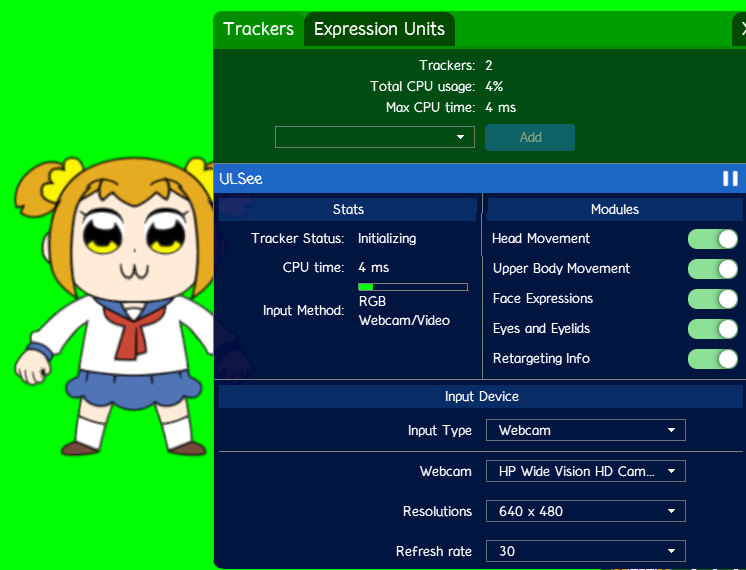 Trackers Expression Units X
Trackers: 2
Total CPU usage: 4%
Max CPU time: 4 ms
Add
ULSee
Stats
Modules
Tracker Status: Initializing
CPU time: 4 ms
Input Method: RGB
Webcam/Video
Head Movement
Upper Body Movement
Face Expressions
Eyes and Eyelids
Retargeting Info
Input Device
Input Type Webcam
Webcam HP Wide Vision HD Cam...
Resolutions 640 x 480
Refresh rate 30